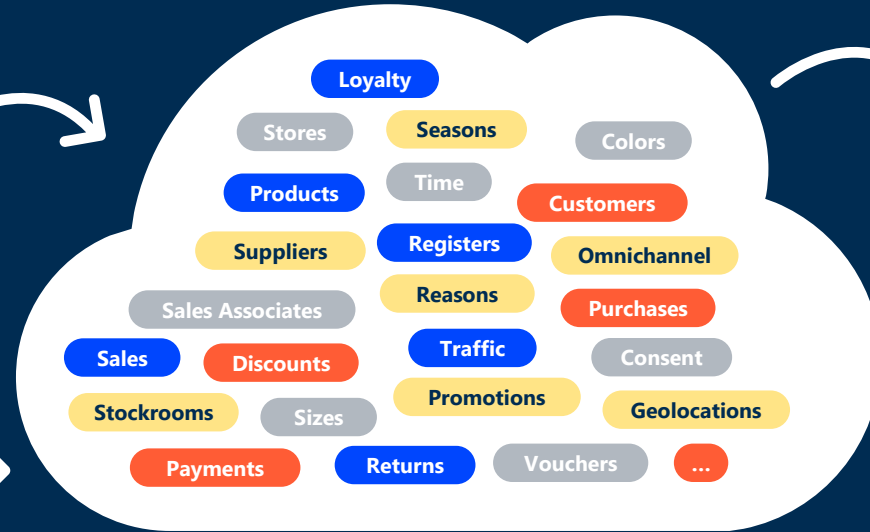 Loyalty
Stores
Seasons
Colors
Products
Time
Customers
Suppliers
Registers
Omnichannel
Reasons
Sales Associates
Purchases
Sales
Discounts
Traffic
Consent
Stockrooms
Sizes
Promotions
Geolocations
Payments
Returns
Vouchers
...